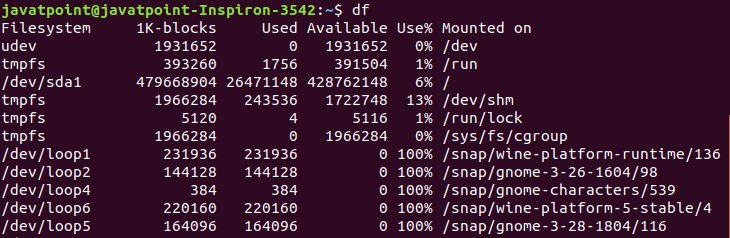 javatpoint@javatpoint-Inspiron-3542:~$ df
Filesystem     1K-blocks     Used Available Use% Mounted on
udev             1931652        0   1931652   0% /dev
tmpfs             393260     1756    391504   1% /run
/dev/sda1      479668904 26471148 428762148   6% /
tmpfs            1966284   243536   1722748  13% /dev/shm
tmpfs               5120        4      5116   1% /run/lock
tmpfs            1966284        0   1966284   0% /sys/fs/cgroup
/dev/loop1        231936   231936         0 100% /snap/wine-platform-runtime/136
/dev/loop2        144128   144128         0 100% /snap/gnome-3-26-1604/98
/dev/loop4           384      384         0 100% /snap/gnome-characters/539
/dev/loop6        220160   220160         0 100% /snap/wine-platform-5-stable/4
/dev/loop5        164096   164096         0 100% /snap/gnome-3-28-1804/116